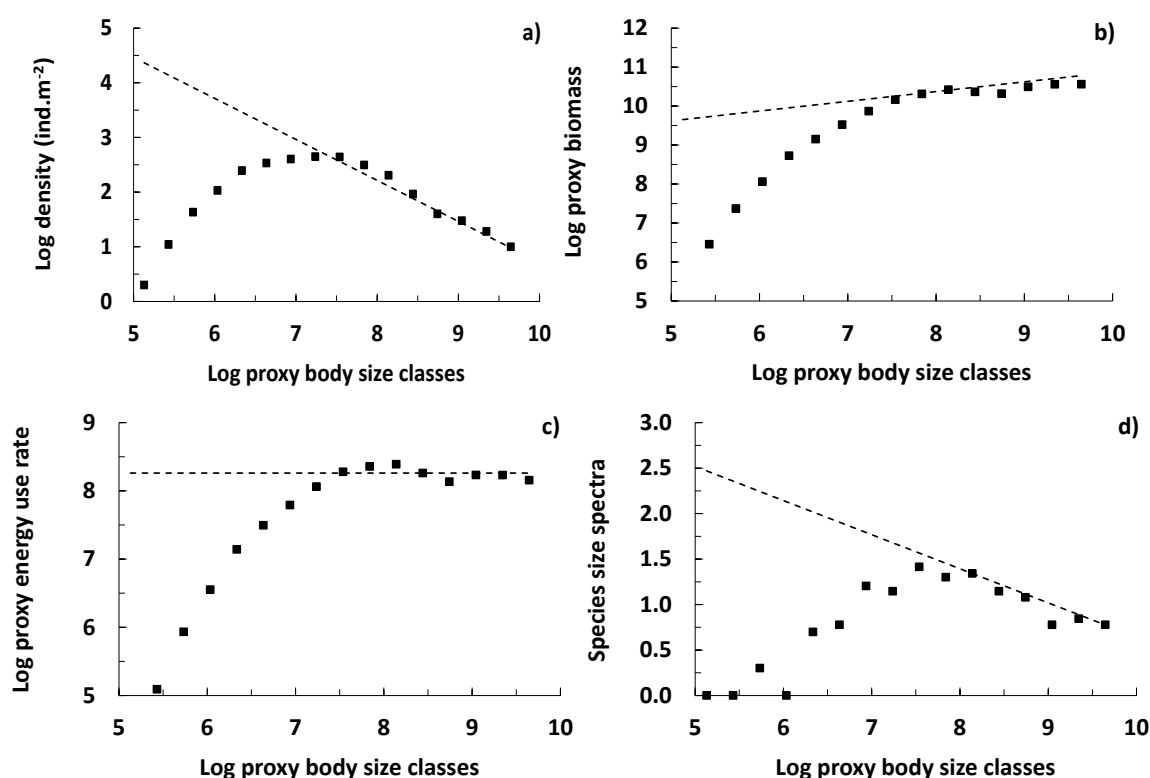 a)
Log density (ind.m⁻²)
5
4
3
2
1
0
5 6 7 8 9 10
Log proxy body size classes
b)
Log proxy biomass
12
11
10
9
8
7
6
5
5 6 7 8 9 10
Log proxy body size classes
c)
Log proxy energy use rate
9
8
7
6
5
5 6 7 8 9 10
Log proxy body size classes
d)
Species size spectra
3.0
2.5
2.0
1.5
1.0
0.5
0.0
5 6 7 8 9 10
Log proxy body size classes